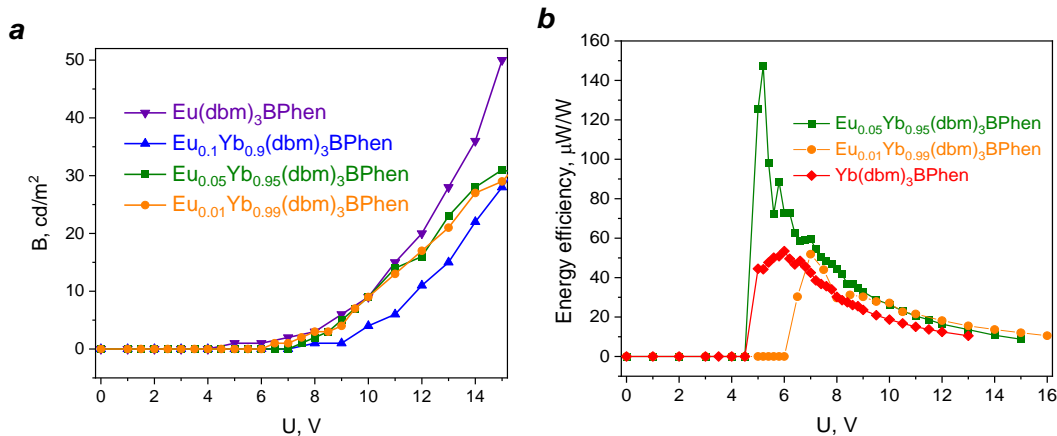 a
B, cd/m²
50
40
30
20
10
0
Eu(dbm)₃BPhen
Eu₀.₁Yb₀.₉(dbm)₃BPhen
Eu₀.₀₅Yb₀.₉₅(dbm)₃BPhen
Eu₀.₀₁Yb₀.₉₉(dbm)₃BPhen
0 2 4 6 8 10 12 14
U, V
b
Energy efficiency, μW/W
160
140
120
100
80
60
40
20
0
Eu₀.₀₅Yb₀.₉₅(dbm)₃BPhen
Eu₀.₀₁Yb₀.₉₉(dbm)₃BPhen
Yb(dbm)₃BPhen
0 2 4 6 8 10 12 14 16
U, V